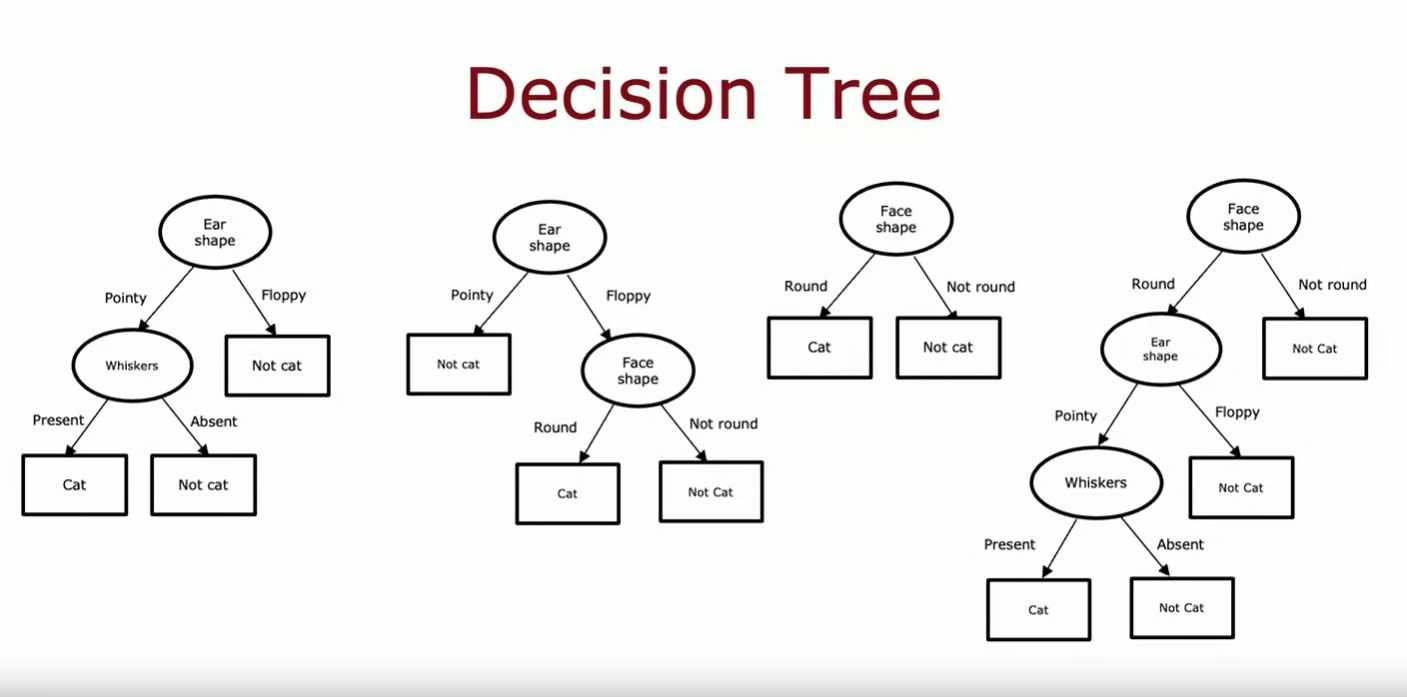 Decision Tree
Ear
shape
Pointy
Floppy
Whiskers
Not cat
Present
Absent
Cat
Not cat
Ear
shape
Pointy
Floppy
Not cat
Face
shape
Round
Not round
Cat
Not Cat
Face
shape
Round
Not round
Cat
Not cat
Face
shape
Round
Not round
Ear
shape
Not Cat
Pointy
Floppy
Whiskers
Not Cat
Present
Absent
Cat
Not Cat